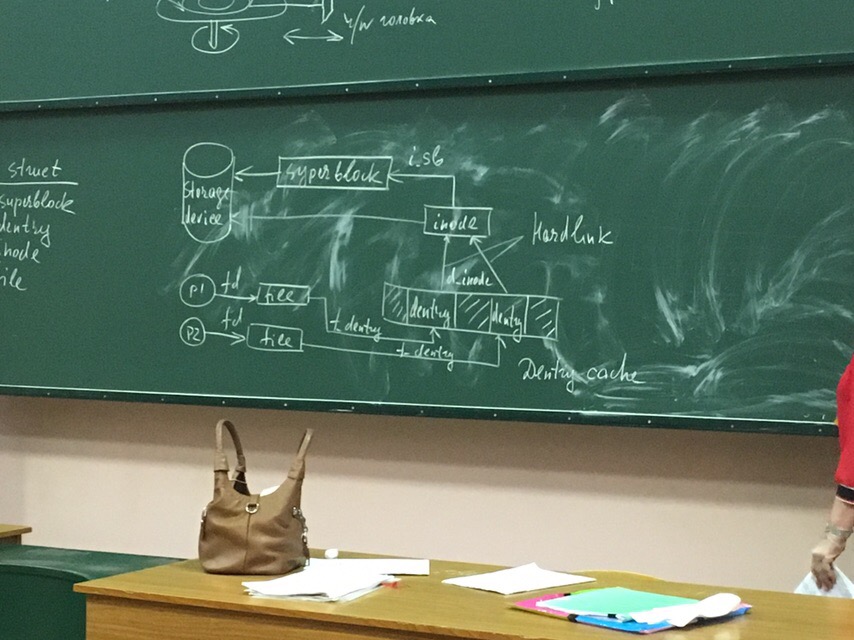 ч/w головка
struct
superblock
dentry
inode
file
storage
device
superblock
i_sb
inode
Hardlink
d_inode
P1
fd
file
dentry
dentry
f_dentry
P2
fd
file
f_dentry
Dentry cache